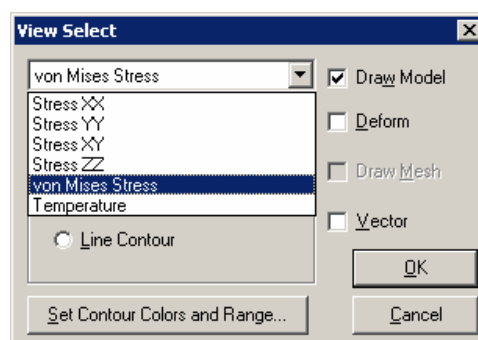 View Select
von Mises Stress
Draw Model
Stress XX
Stress YY
Deform
Stress XY
Stress ZZ
Draw Mesh
von Mises Stress
Temperature
Vector
Line Contour
OK
Set Contour Colors and Range...
Cancel